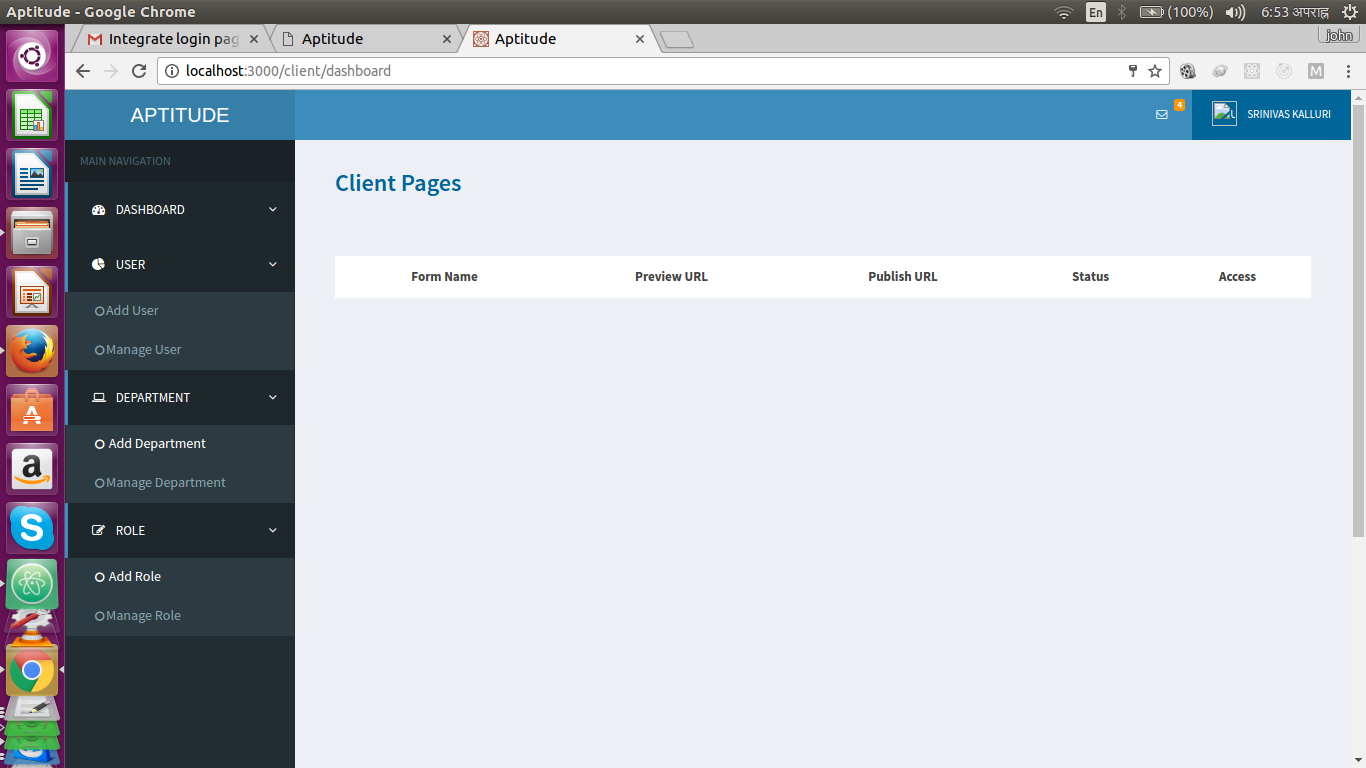 Aptitude - Google Chrome
En
(100%)
6:53 अपराह्न
Integrate login pag
Aptitude
Aptitude
john
localhost:3000/client/dashboard
APTITUDE
4
SRINIVAS KALLURI
MAIN NAVIGATION
DASHBOARD
USER
Add User
Manage User
DEPARTMENT
Add Department
Manage Department
ROLE
Add Role
Manage Role
Client Pages
Form Name Preview URL Publish URL Status Access